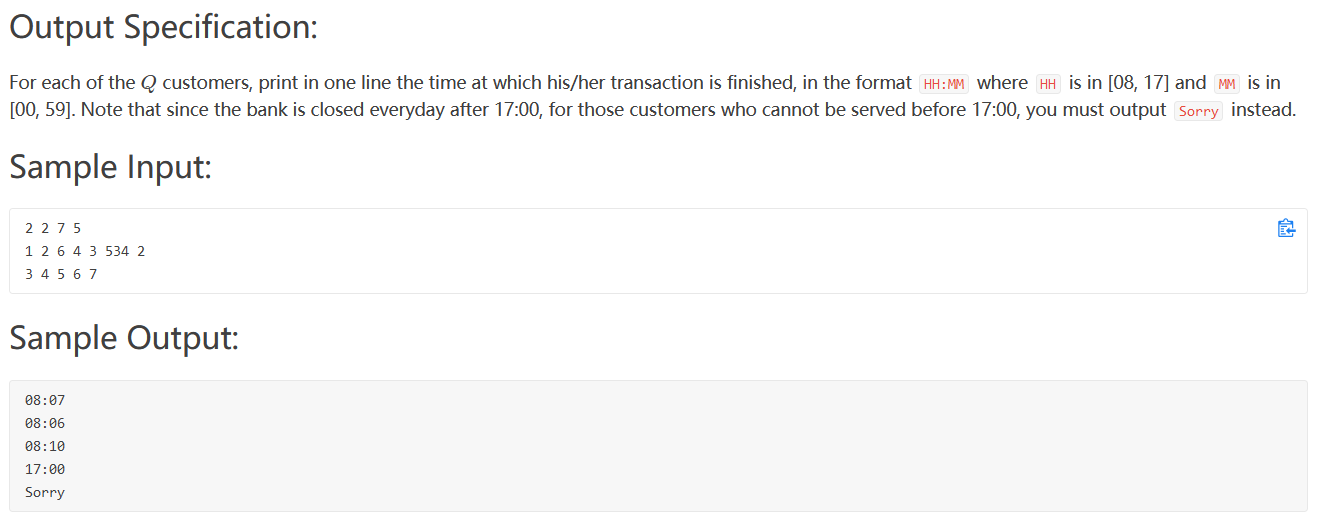 Output Specification:
For each of the Q customers, print in one line the time at which his/her transaction is finished, in the format HH:MM where HH is in [08, 17] and MM is in
[00, 59]. Note that since the bank is closed everyday after 17:00, for those customers who cannot be served before 17:00, you must output Sorry instead.
Sample Input:
2 2 7 5
1 2 6 4 3 534 2
3 4 5 6 7
Sample Output:
08:07
08:06
08:10
17:00
Sorry